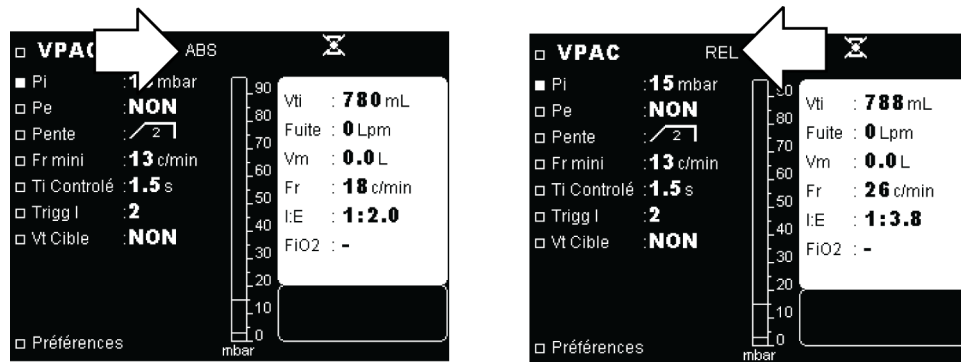 VPAC ABS
Pi : mbar
Pe :NON
Pente : 2
Fr mini :13 c/min
Ti Controlé :1.5 s
Trigg I :2
Vt Cible :NON
Préférences
90
80
70
60
50
40
30
20
10
0
mbar
Vti : 780 mL
Fuite : 0 Lpm
Vm : 0.0 L
Fr : 18 c/min
I:E : 1:2.0
FiO2 : -
VPAC REL
Pi :15 mbar
Pe :NON
Pente : 2
Fr mini :13 c/min
Ti Controlé :1.5 s
Trigg I :2
Vt Cible :NON
Préférences
90
80
70
60
50
40
30
20
10
0
mbar
Vti : 788 mL
Fuite : 0 Lpm
Vm : 0.0 L
Fr : 26 c/min
I:E : 1:3.8
FiO2 : -